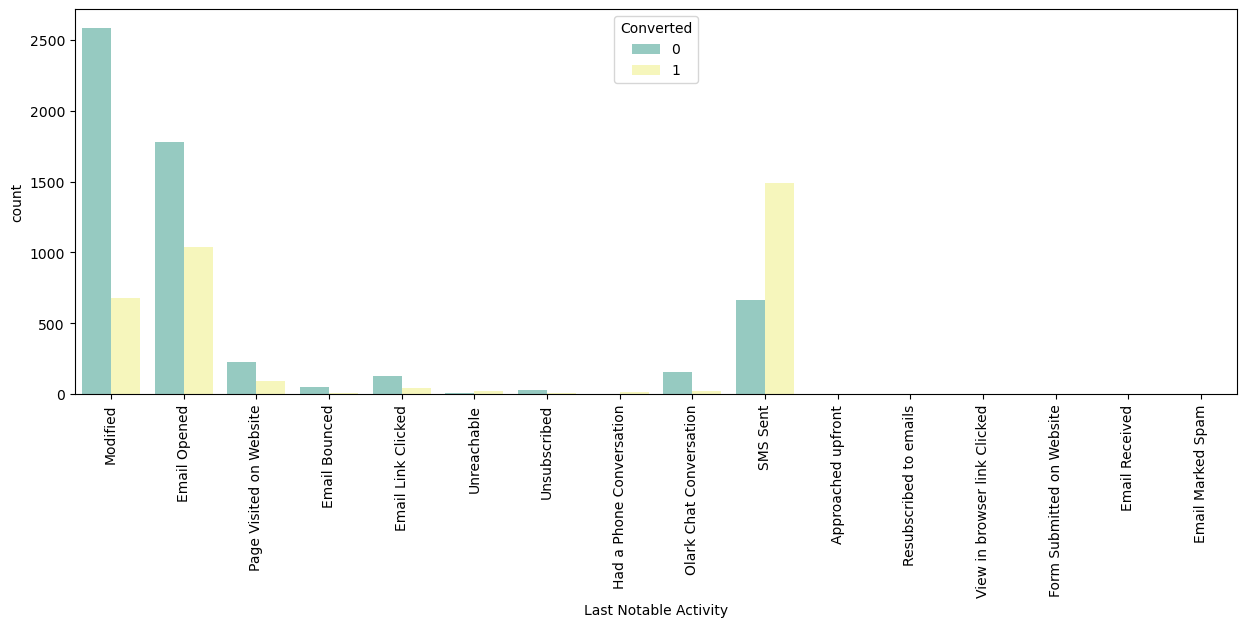 2500
2000
1500
1000
500
0
count
Converted
0
1
Modified
Email Opened
Page Visited on Website
Email Bounced
Email Link Clicked
Unreachable
Unsubscribed
Had a Phone Conversation
Olark Chat Conversation
SMS Sent
Approached upfront
Resubscribed to emails
View in browser link Clicked
Form Submitted on Website
Email Received
Email Marked Spam
Last Notable Activity